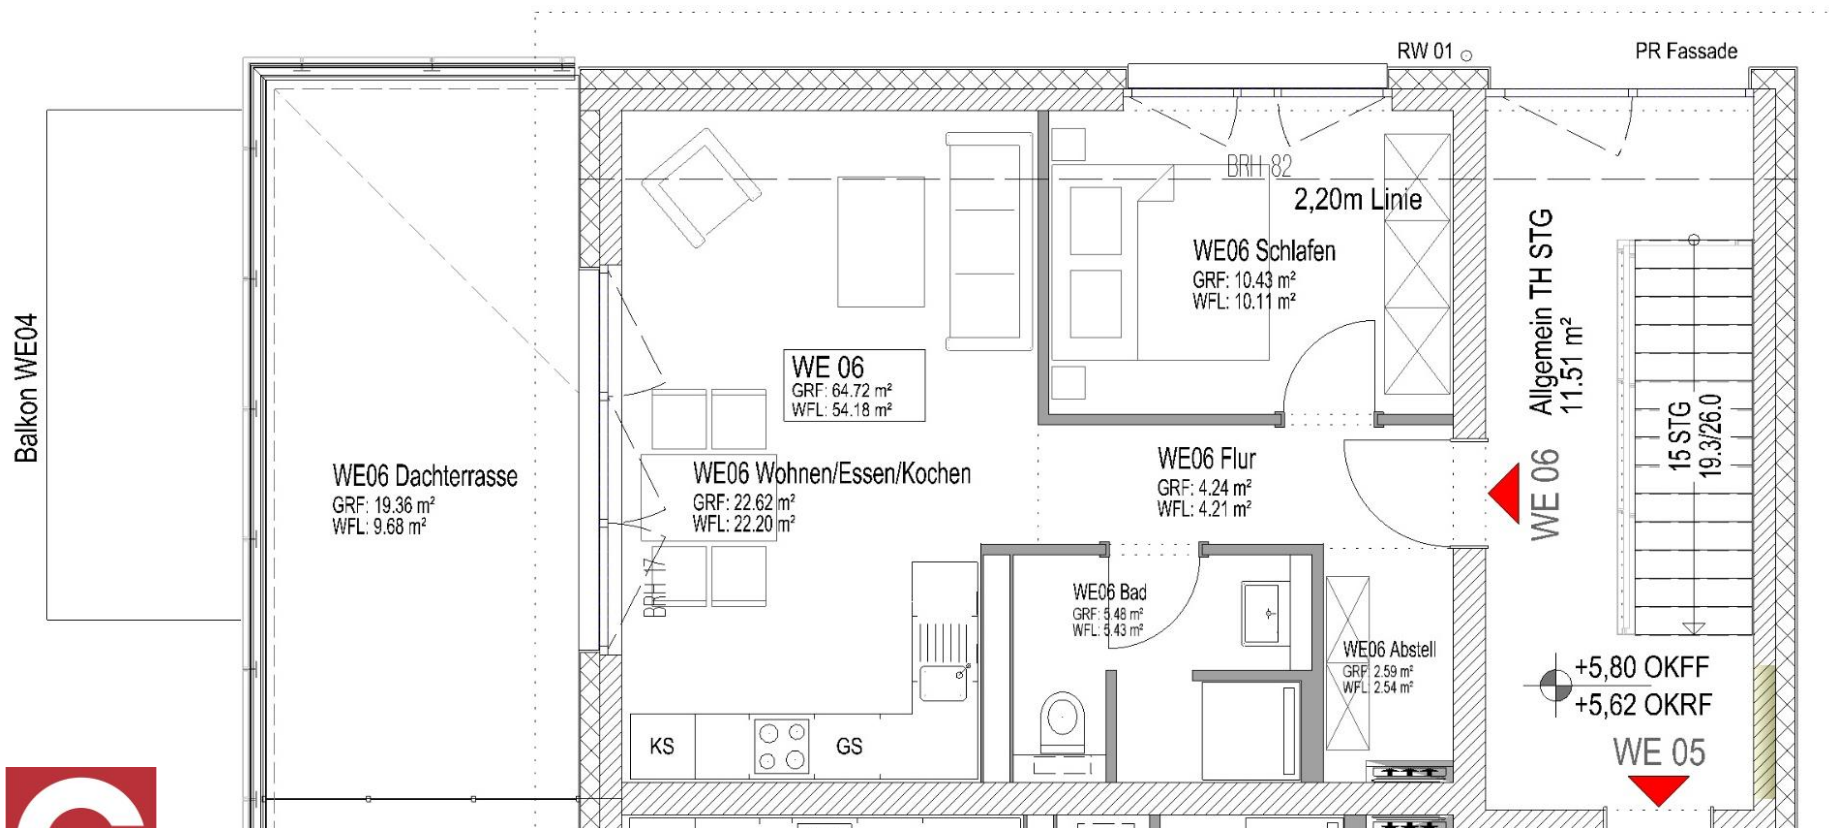 RW 01
PR Fassade
BRH 82
2,20m Linie
WE06 Schlafen
GRF: 10.43 m²
WFL: 10.11 m²
Allgemein TH STG
11.51 m²
Balkon WE04
WE 06
GRF: 64.72 m²
WFL: 54.18 m²
15 STG
19.3/26.0
WE06 Dachterrasse
GRF: 19.36 m²
WFL: 9.68 m²
WE06 Wohnen/Essen/Kochen
GRF: 22.62 m²
WFL: 22.20 m²
WE06 Flur
GRF: 4.24 m²
WFL: 4.21 m²
WE 06
BRH 17
WE06 Bad
GRF: 5.48 m²
WFL: 5.43 m²
WE06 Abstell
GRF: 2.59 m²
WFL: 2.54 m²
+5,80 OKFF
+5,62 OKRF
KS
GS
WE 05